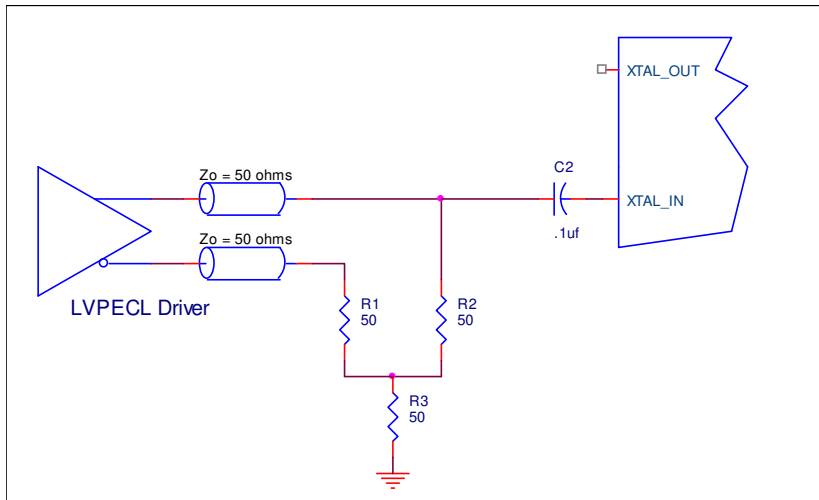 XTAL_OUT
C2
Zo = 50 ohms
XTAL_IN
.1uf
Zo = 50 ohms
LVPECL Driver
R1
50
R2
50
R3
50